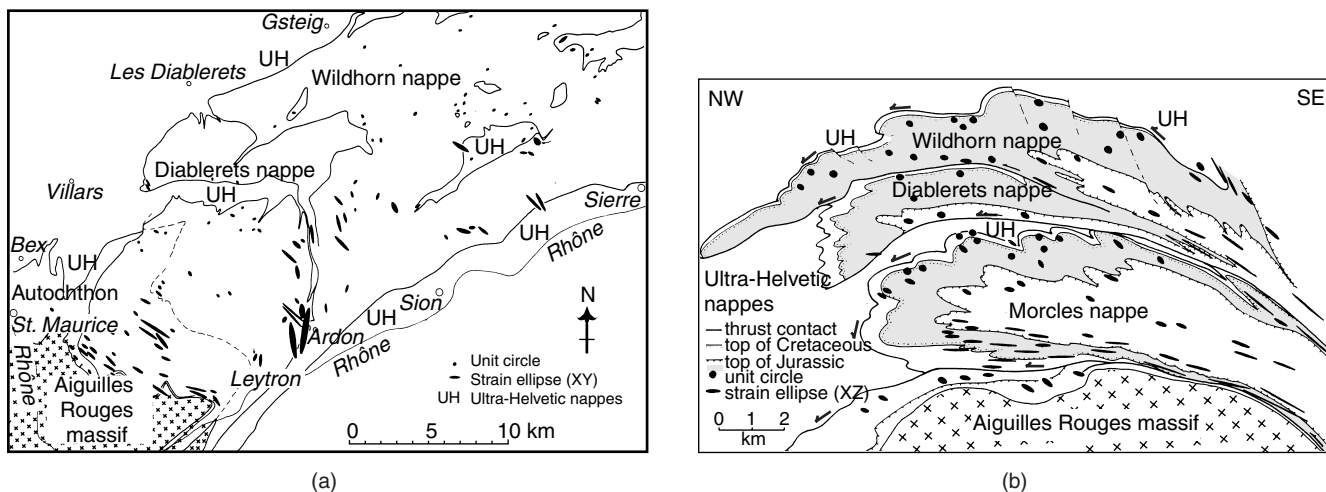 Gsteig
UH
Les Diablerets
Wildhorn nappe
UH
Diablerets nappe
Villars
UH
Sierre
UH
Rhône
Bex
UH
Autochthon
Sion
N
St. Maurice
UH
Ardon
Rhône
Rhône
Leytron
Aiguilles
Rouges
massif
Unit circle
Strain ellipse (XY)
UH Ultra-Helvetic nappes
0 5 10 km
(a)
NW
SE
UH
UH
Wildhorn nappe
Diablerets nappe
UH
Ultra-Helvetic
nappes
Morcles nappe
thrust contact
top of Cretaceous
top of Jurassic
unit circle
strain ellipse (XZ)
0 1 2
km
Aiguilles Rouges massif
(b)